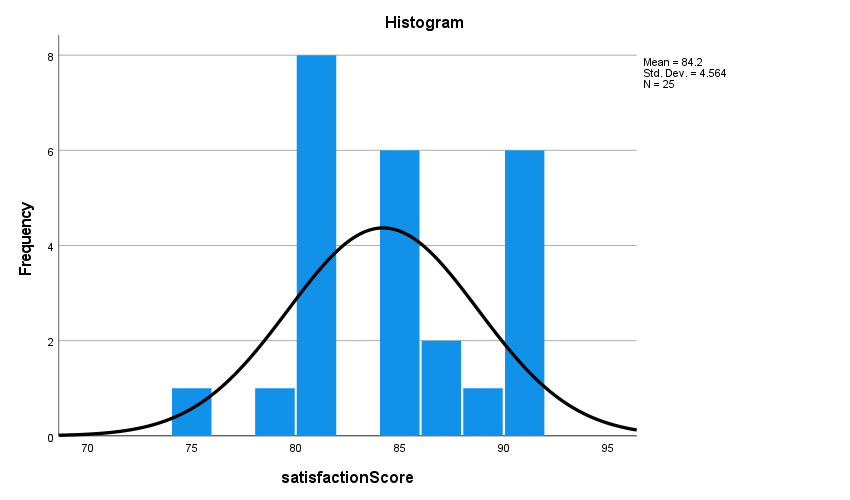 Histogram
Mean = 84.2
Std. Dev. = 4.564
N = 25
Frequency
8
6
4
2
0
70 75 80 85 90 95
satisfactionScore